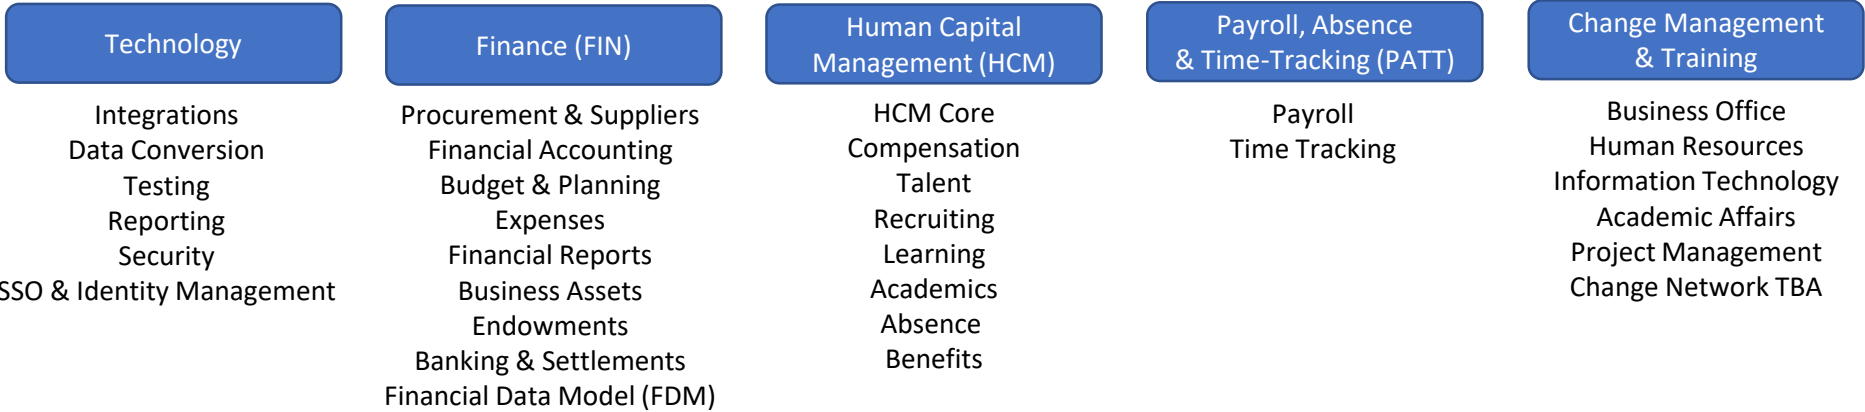 Technology
Integrations
Data Conversion
Testing
Reporting
Security
SSO & Identity Management
Finance (FIN)
Procurement & Suppliers
Financial Accounting
Budget & Planning
Expenses
Financial Reports
Business Assets
Endowments
Banking & Settlements
Financial Data Model (FDM)
Human Capital
Management (HCM)
HCM Core
Compensation
Talent
Recruiting
Learning
Academics
Absence
Benefits
Payroll, Absence
& Time-Tracking (PATT)
Payroll
Time Tracking
Change Management
& Training
Business Office
Human Resources
Information Technology
Academic Affairs
Project Management
Change Network TBA